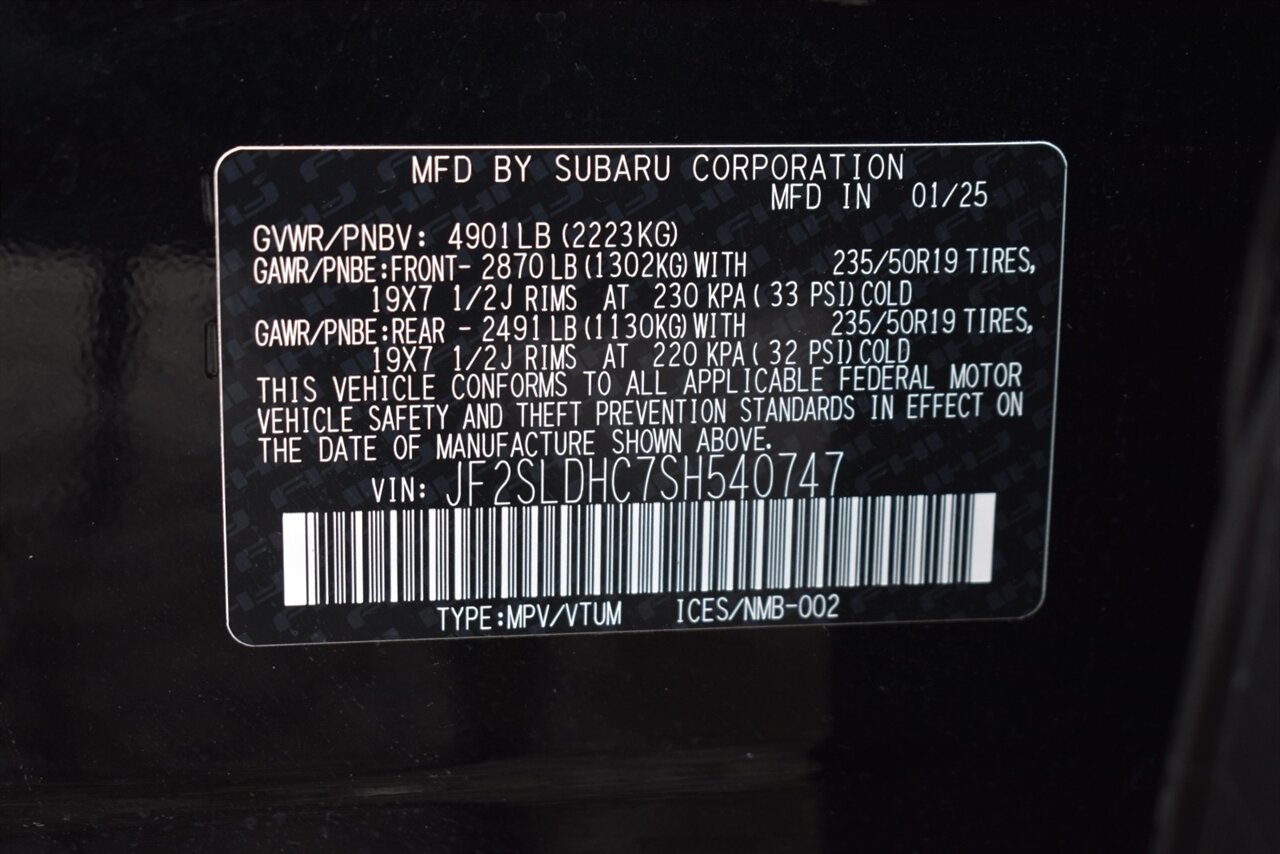 MFD BY SUBARU CORPORATION
MFD IN 01/25
GVWR/PNBV: 4901LB (2223KG)
GAWR/PNBE:FRONT- 2870 LB (1302KG) WITH 235/50R19 TIRES,
19X7 1/2J RIMS AT 230 KPA ( 33 PSI) COLD
GAWR/PNBE:REAR - 2491 LB (1130KG) WITH 235/50R19 TIRES,
19X7 1/2J RIMS AT 220 KPA ( 32 PSI) COLD
THIS VEHICLE CONFORMS TO ALL APPLICABLE FEDERAL MOTOR
VEHICLE SAFETY AND THEFT PREVENTION STANDARDS IN EFFECT ON
THE DATE OF MANUFACTURE SHOWN ABOVE.
VIN: JF2SLDHC7SH540747
TYPE:MPV/VTUM ICES/NMB-002